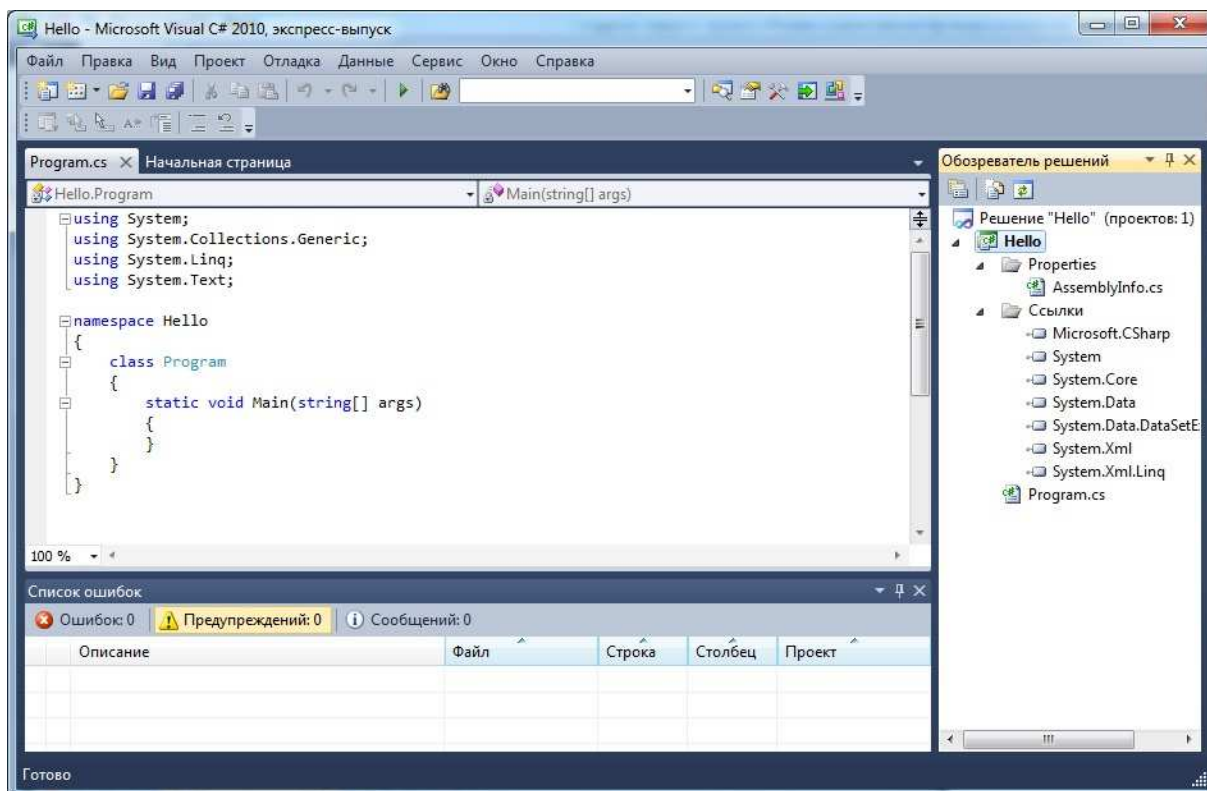 Hello - Microsoft Visual C# 2010, экспресс-выпуск
Файл Правка Вид Проект Отладка Данные Сервис Окно Справка
Program.cs Начальная страница
Hello.Program Main(string[] args)
using System;
using System.Collections.Generic;
using System.Linq;
using System.Text;
namespace Hello
{
class Program
{
static void Main(string[] args)
{
}
}
}
100 %
Список ошибок
Ошибок: 0 Предупреждений: 0 Сообщений: 0
Описание Файл Строка Столбец Проект
Готово
Обозреватель решений
Решение "Hello" (проектов: 1)
Hello
Properties
AssemblyInfo.cs
Ссылки
Microsoft.CSharp
System
System.Core
System.Data
System.Data.DataSetE
System.Xml
System.Xml.Linq
Program.cs